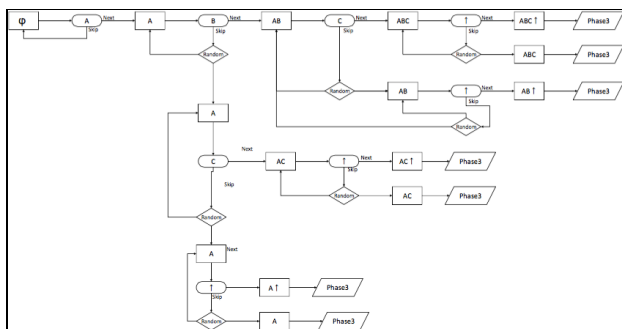 φ A Next A B Next AB C Next ABC ↑ Next ABC ↑ Phase3
Skip Skip Skip Skip
Random Random ABC Phase3
Random AB ↑ Next AB ↑ Phase3
Skip
A Random
Next
C AC ↑ Next AC ↑ Phase3
Skip
Skip
Random AC Phase3
Random
A Next
↑ A ↑ Phase3
Skip
Random A Phase3